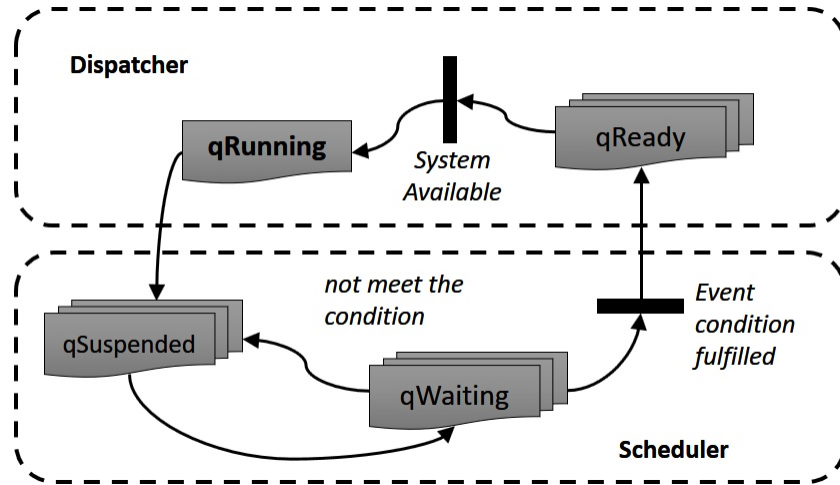 Dispatcher
qRunning
System
Available
qReady
not meet the
condition
Event
condition
fulfilled
qSuspended
qWaiting
Scheduler